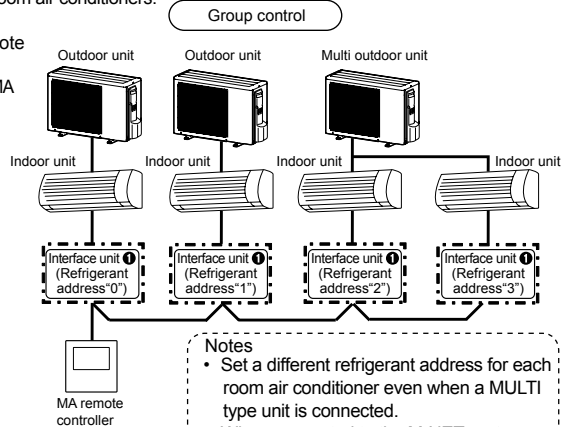 room air conditioners.
Group control
Outdoor unit
Outdoor unit
Multi outdoor unit
Indoor unit
Indoor unit
Indoor unit
Indoor unit
Interface unit ❶
(Refrigerant
address“0”)
Interface unit ❶
(Refrigerant
address“1”)
Interface unit ❶
(Refrigerant
address“2”)
Interface unit ❶
(Refrigerant
address“3”)
MA remote
controller
Notes
• Set a different refrigerant address for each
room air conditioner even when a MULTI
type unit is connected.